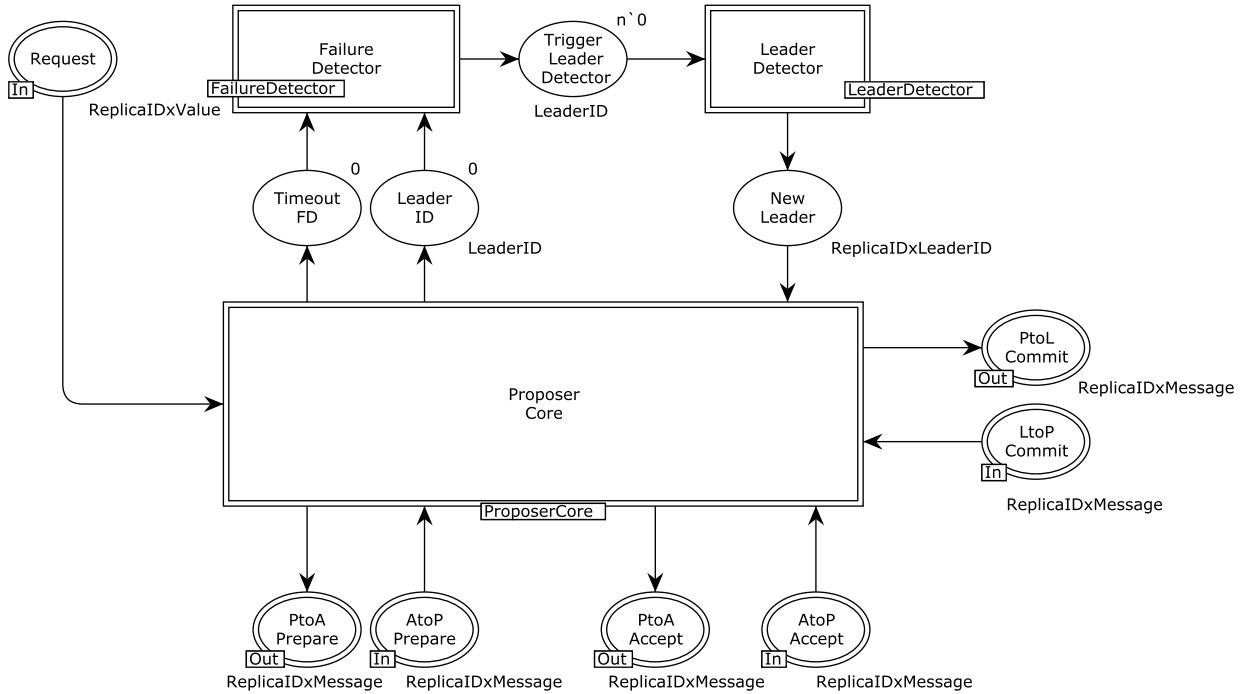 Request
In
ReplicaIDxValue
Failure
Detector
FailureDetector
Trigger
Leader
Detector
n`0
LeaderID
Leader
Detector
LeaderDetector
Timeout
FD
0
Leader
ID
0
LeaderID
New
Leader
ReplicaIDxLeaderID
Proposer
Core
ProposerCore
PtoL
Commit
Out
ReplicaIDxMessage
LtoP
Commit
In
ReplicaIDxMessage
PtoA
Prepare
Out
ReplicaIDxMessage
AtoP
Prepare
In
ReplicaIDxMessage
PtoA
Accept
Out
ReplicaIDxMessage
AtoP
Accept
In
ReplicaIDxMessage